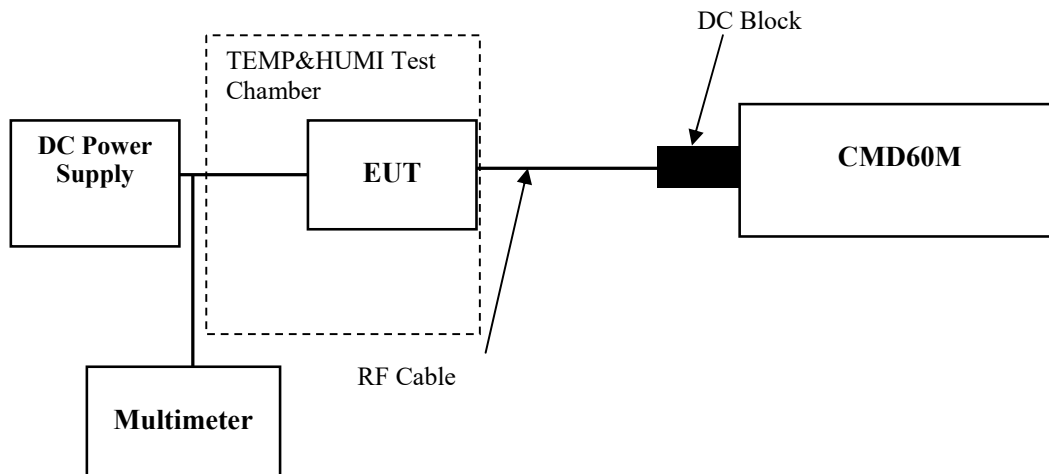 DC Block
TEMP&HUMI Test
Chamber
DC Power
Supply
EUT
CMD60M
RF Cable
Multimeter